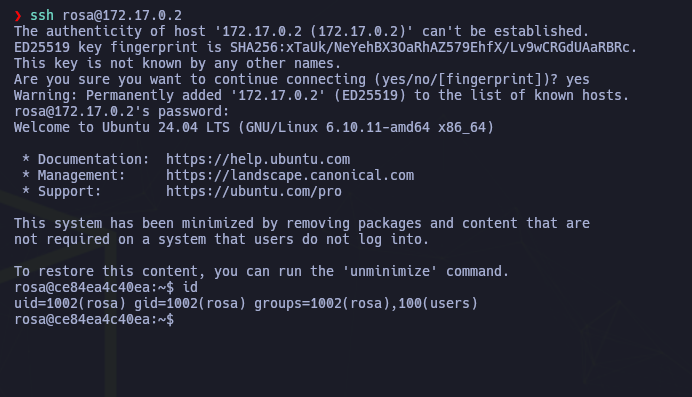 ❯ ssh rosa@172.17.0.2
The authenticity of host '172.17.0.2 (172.17.0.2)' can't be established.
ED25519 key fingerprint is SHA256:xTaUk/NeYehBX3OaRhAZ579EhfX/Lv9wCRGdUAaRBRc.
This key is not known by any other names.
Are you sure you want to continue connecting (yes/no/[fingerprint])? yes
Warning: Permanently added '172.17.0.2' (ED25519) to the list of known hosts.
rosa@172.17.0.2's password:
Welcome to Ubuntu 24.04 LTS (GNU/Linux 6.10.11-amd64 x86_64)
* Documentation:  https://help.ubuntu.com
* Management:     https://landscape.canonical.com
* Support:        https://ubuntu.com/pro
This system has been minimized by removing packages and content that are
not required on a system that users do not log into.
To restore this content, you can run the 'unminimize' command.
rosa@ce84ea4c40ea:~$ id
uid=1002(rosa) gid=1002(rosa) groups=1002(rosa),100(users)
rosa@ce84ea4c40ea:~$